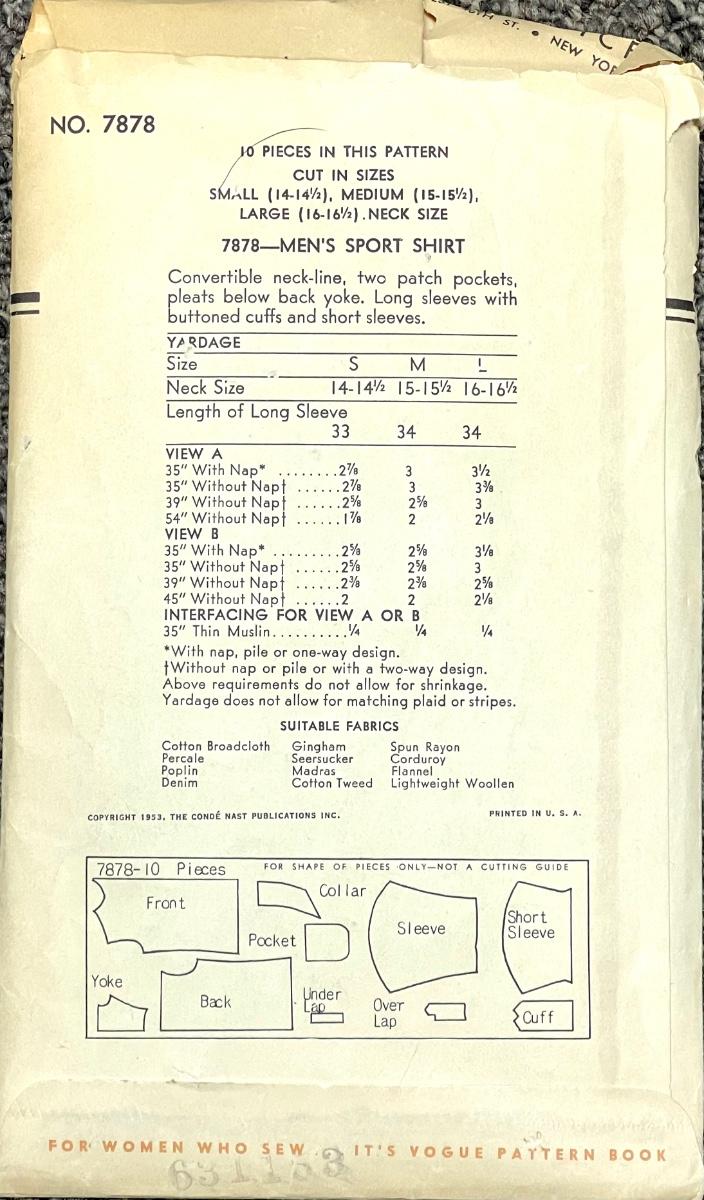 ST. • NEW YOR
NO. 7878
10 PIECES IN THIS PATTERN
CUT IN SIZES
SMALL (14-14½), MEDIUM (15-15½),
LARGE (16-16½). NECK SIZE
7878—MEN'S SPORT SHIRT
Convertible neck-line, two patch pockets,
pleats below back yoke. Long sleeves with
buttoned cuffs and short sleeves.
YARDAGE
Size S M L
Neck Size 14-14½ 15-15½ 16-16½
Length of Long Sleeve
33 34 34
VIEW A
35" With Nap* ........2⅞ 3 3½
35" Without Nap† ......2⅞ 3 3⅜
39" Without Nap† ......2⅝ 2⅝ 3
54" Without Nap† ......1⅞ 2 2⅛
VIEW B
35" With Nap* .........2⅝ 2⅝ 3⅛
35" Without Nap† ......2⅝ 2⅝ 3
39" Without Nap† ......2⅜ 2⅜ 2⅝
45" Without Nap† ......2 2 2⅛
INTERFACING FOR VIEW A OR B
35" Thin Muslin..........¼ ¼ ¼
*With nap, pile or one-way design.
†Without nap or pile or with a two-way design.
Above requirements do not allow for shrinkage.
Yardage does not allow for matching plaid or stripes.
SUITABLE FABRICS
Cotton Broadcloth Gingham Spun Rayon
Percale Seersucker Corduroy
Poplin Madras Flannel
Denim Cotton Tweed Lightweight Woollen
COPYRIGHT 1953, THE CONDÉ NAST PUBLICATIONS INC. PRINTED IN U. S. A.
7878-10 Pieces FOR SHAPE OF PIECES ONLY—NOT A CUTTING GUIDE
Front
Collar
Pocket
Sleeve
Short
Sleeve
Yoke
Back
Under
Lap
Over
Lap
Cuff
FOR WOMEN WHO SEW . . IT'S VOGUE PATTERN BOOK